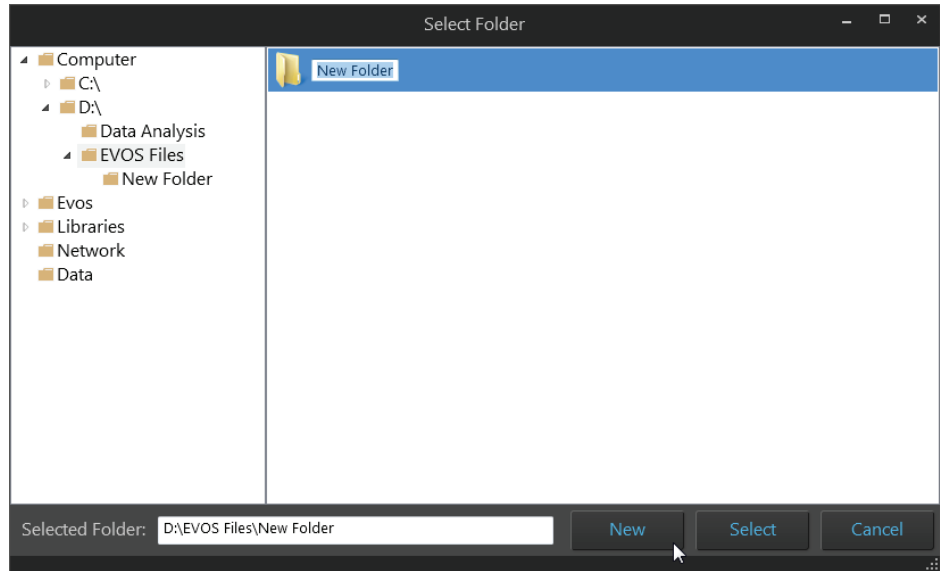 Select Folder
Computer
C:\
D:\
Data Analysis
EVOS Files
New Folder
Evos
Libraries
Network
Data
New Folder
Selected Folder: D:\EVOS Files\New Folder New Select Cancel